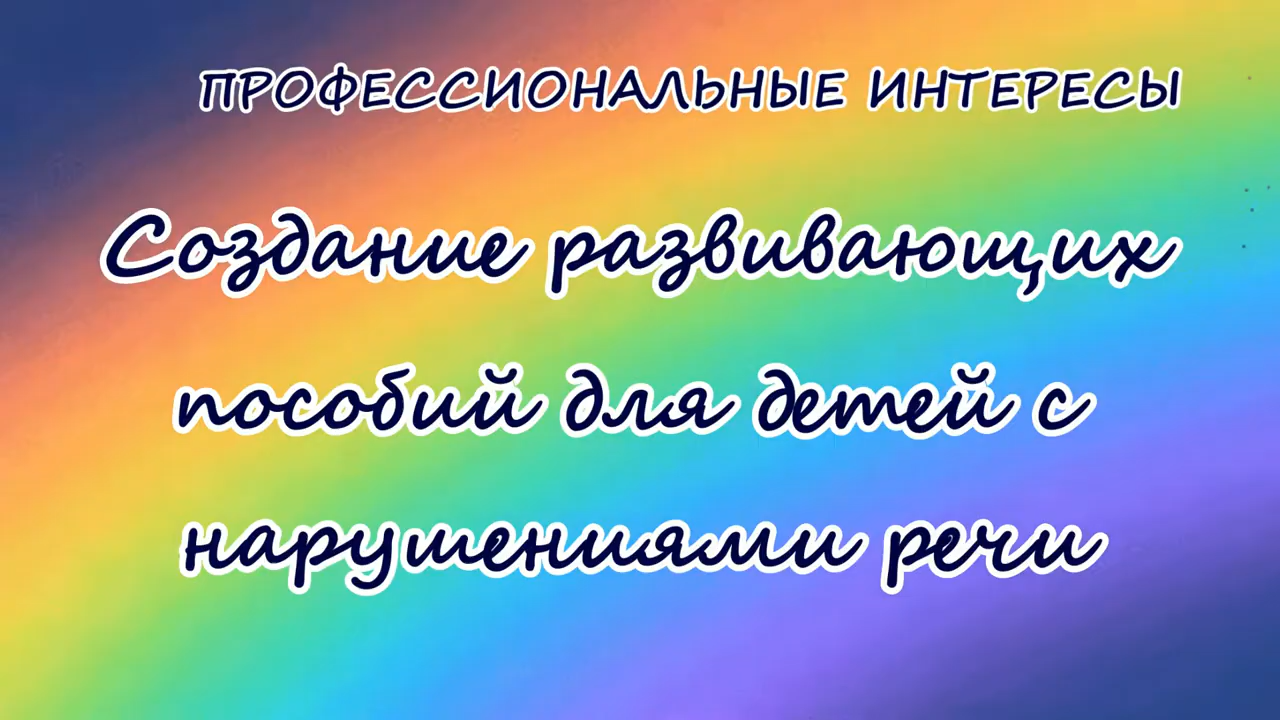 ПРОФЕССИОНАЛЬНЫЕ ИНТЕРЕСЫ
Создание развивающих
пособий для детей с
нарушениями речи